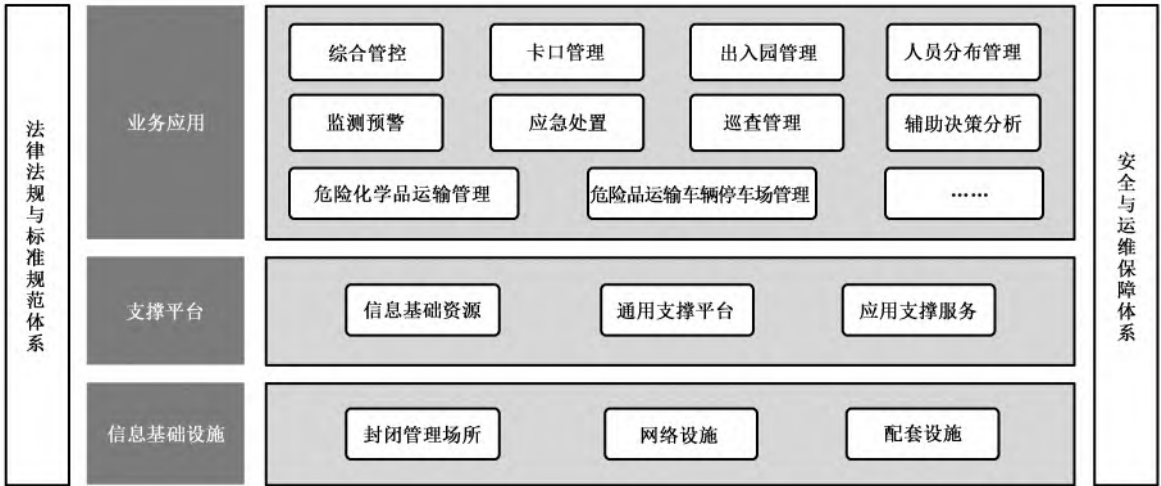 法律法规与标准规范体系
业务应用
综合管控
卡口管理
出入园管理
人员分布管理
监测预警
应急处置
巡查管理
辅助决策分析
危险化学品运输管理
危险品运输车辆停车场管理
……
支撑平台
信息基础资源
通用支撑平台
应用支撑服务
信息基础设施
封闭管理场所
网络设施
配套设施
安全与运维保障体系